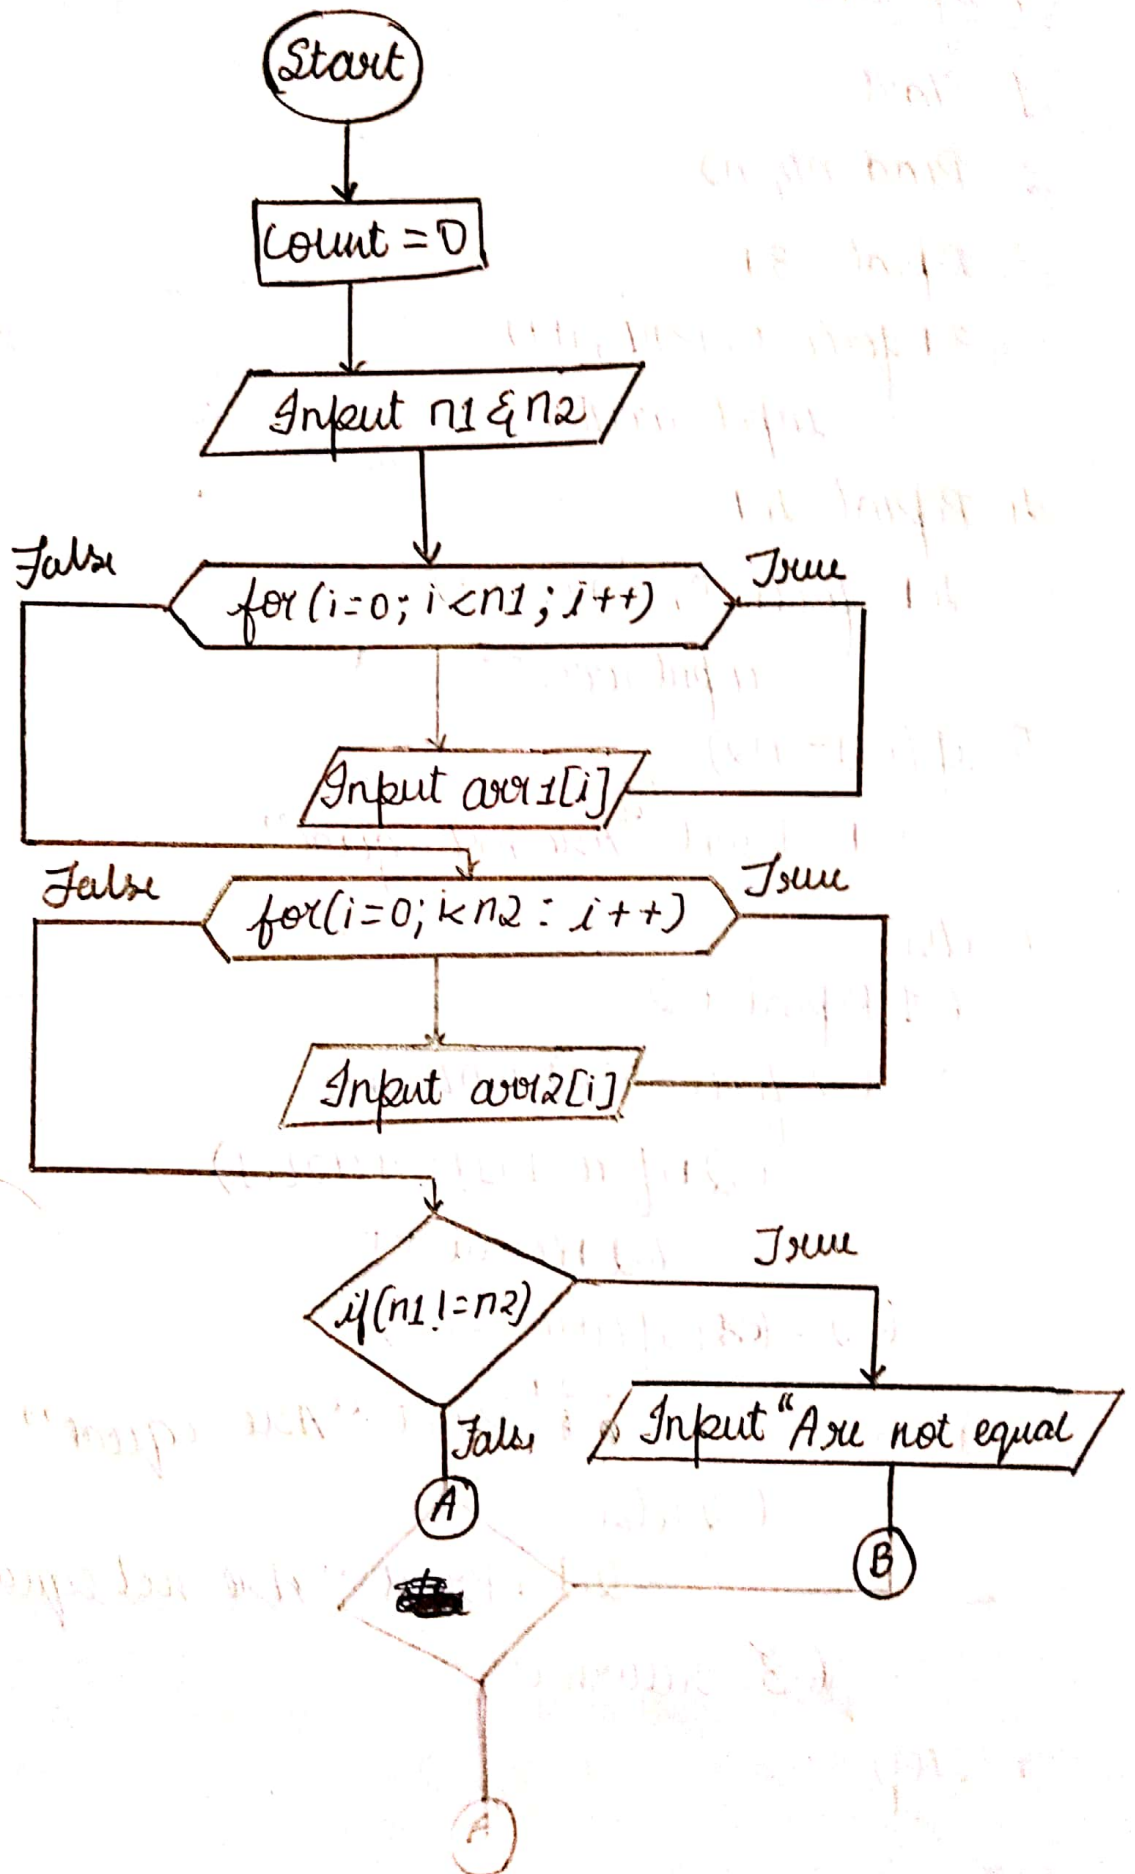 Start
Count = 0
Input n1 & n2
False
True
for(i=0; i<n1; i++)
Input arr1[i]
False
True
for(i=0; i<n2: i++)
Input arr2[i]
True
if(n1!=n2)
Input "Are not equal
False
A
B
A